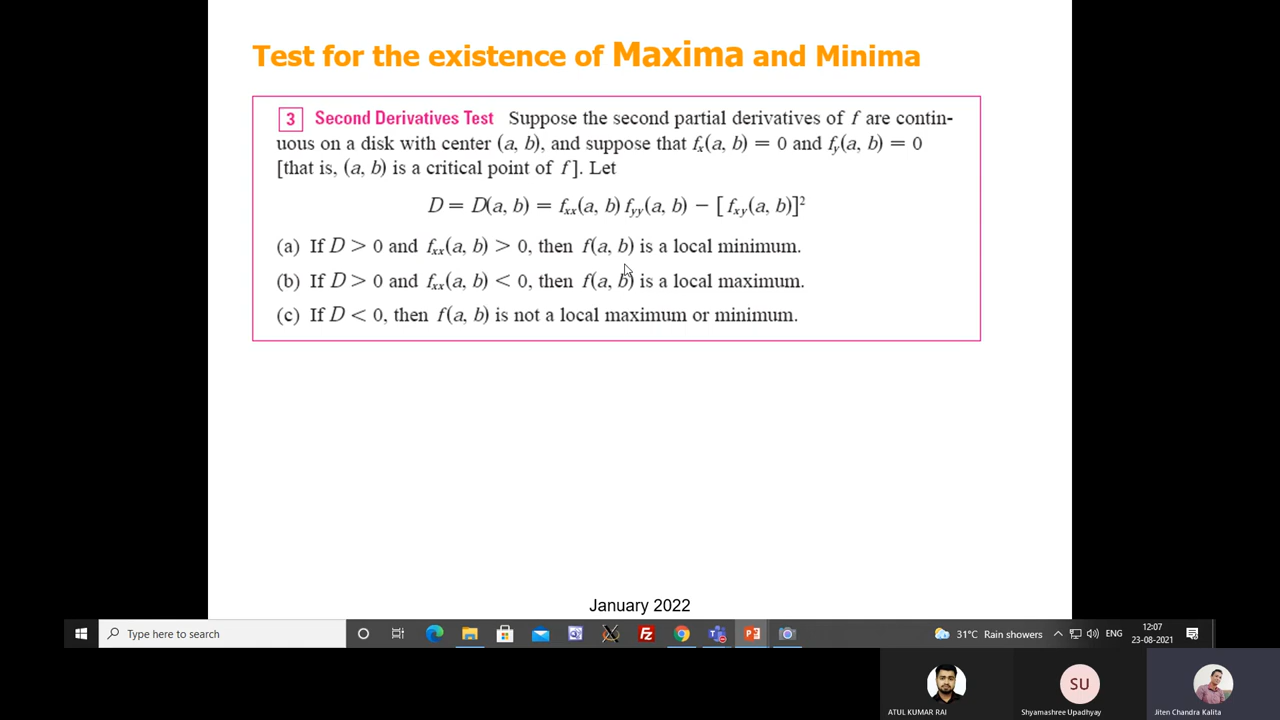 Test for the existence of Maxima and Minima
3 Second Derivatives Test Suppose the second partial derivatives of f are contin-
uous on a disk with center (a, b), and suppose that fₓ(a, b) = 0 and f_y(a, b) = 0
[that is, (a, b) is a critical point of f]. Let
D = D(a, b) = fₓₓ(a, b) f_yy(a, b) − [f_xy(a, b)]²
(a) If D > 0 and fₓₓ(a, b) > 0, then f(a, b) is a local minimum.
(b) If D > 0 and fₓₓ(a, b) < 0, then f(a, b) is a local maximum.
(c) If D < 0, then f(a, b) is not a local maximum or minimum.
January 2022
Type here to search
31°C Rain showers
ENG
12:07
23-08-2021
ATUL KUMAR RAI
SU
Shyamashree Upadhyay
Jiten Chandra Kalita